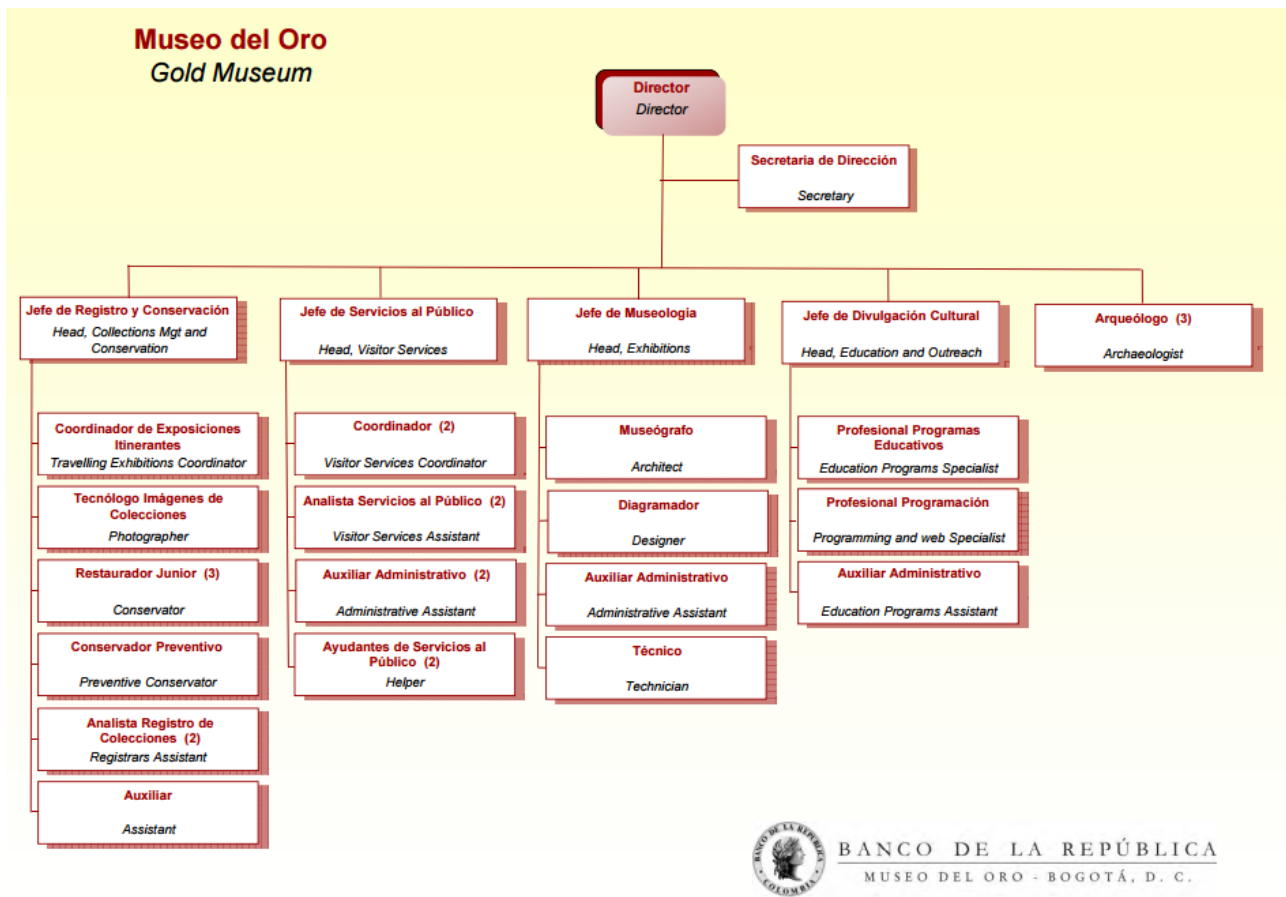 Museo del Oro
Gold Museum
Director
Director
Secretaria de Dirección
Secretary
Jefe de Registro y Conservación
Head, Collections Mgt and
Conservation
Jefe de Servicios al Público
Head, Visitor Services
Jefe de Museologia
Head, Exhibitions
Jefe de Divulgación Cultural
Head, Education and Outreach
Arqueólogo (3)
Archaeologist
Coordinador de Exposiciones
Itinerantes
Travelling Exhibitions Coordinator
Tecnólogo Imágenes de
Colecciones
Photographer
Restaurador Junior (3)
Conservator
Conservador Preventivo
Preventive Conservator
Analista Registro de
Colecciones (2)
Registrars Assistant
Auxiliar
Assistant
Coordinador (2)
Visitor Services Coordinator
Analista Servicios al Público (2)
Visitor Services Assistant
Auxiliar Administrativo (2)
Administrative Assistant
Ayudantes de Servicios al
Público (2)
Helper
Museógrafo
Architect
Diagramador
Designer
Auxiliar Administrativo
Administrative Assistant
Técnico
Technician
Profesional Programas
Educativos
Education Programs Specialist
Profesional Programación
Programming and web Specialist
Auxiliar Administrativo
Education Programs Assistant
BANCO DE LA REPÚBLICA
COLOMBIA
BANCO DE LA REPÚBLICA
MUSEO DEL ORO - BOGOTÁ, D. C.